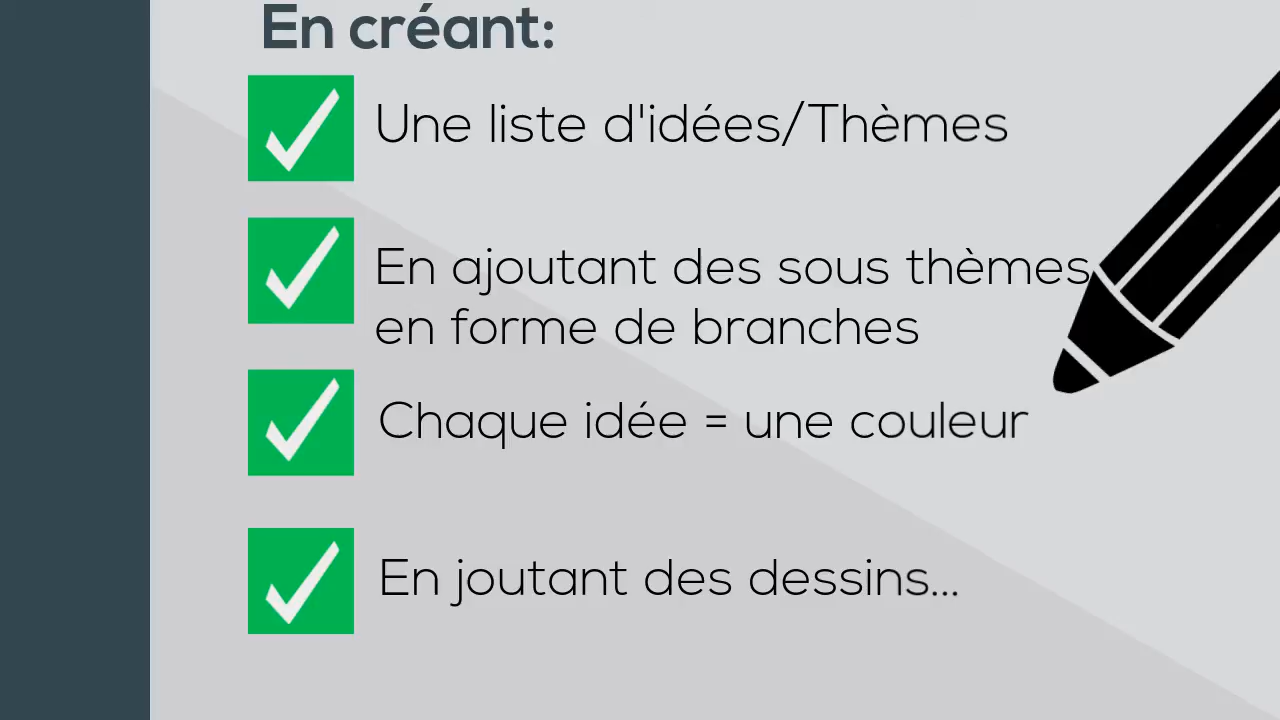 En créant:
Une liste d'idées/Thèmes
En ajoutant des sous thèmes
en forme de branches
Chaque idée = une couleur
En joutant des dessins...